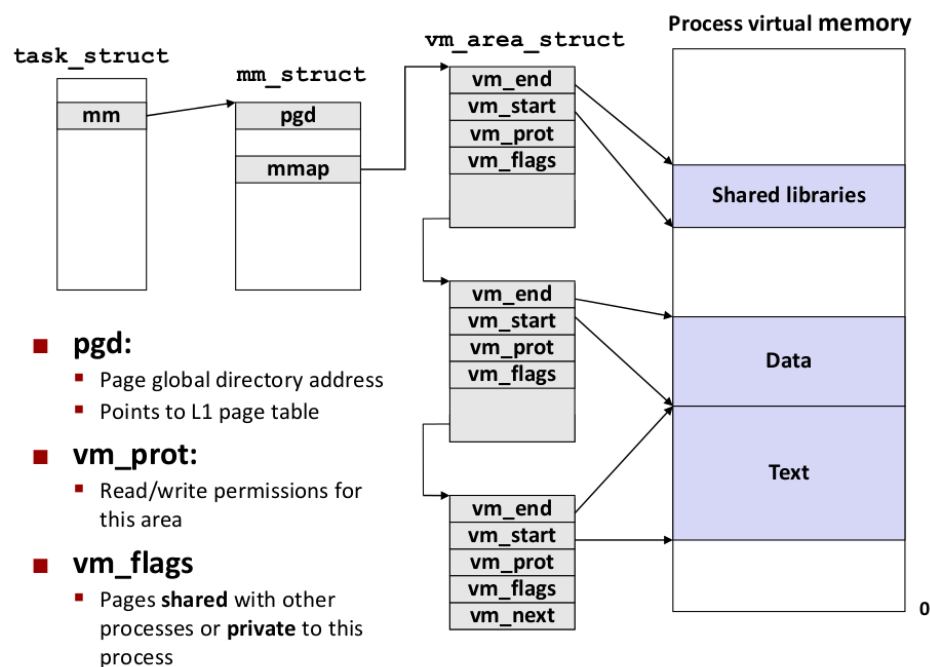 Process virtual memory
task_struct
mm_struct
vm_area_struct
mm
pgd
mmap
vm_end
vm_start
vm_prot
vm_flags
Shared libraries
vm_end
vm_start
vm_prot
vm_flags
Data
Text
vm_end
vm_start
vm_prot
vm_flags
vm_next
0
pgd:
Page global directory address
Points to L1 page table
vm_prot:
Read/write permissions for
this area
vm_flags
Pages shared with other
processes or private to this
process